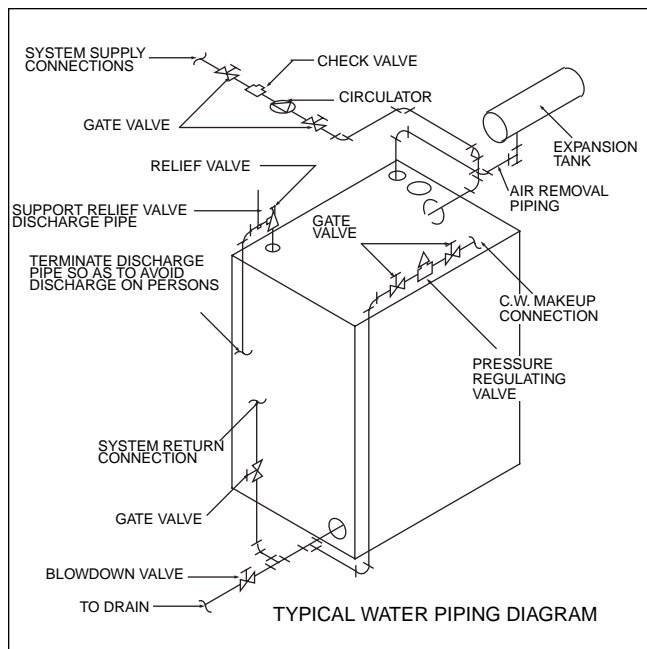 SYSTEM SUPPLY
CONNECTIONS
CHECK VALVE
CIRCULATOR
GATE VALVE
EXPANSION
TANK
RELIEF VALVE
AIR REMOVAL
PIPING
SUPPORT RELIEF VALVE
DISCHARGE PIPE
GATE
VALVE
TERMINATE DISCHARGE
PIPE SO AS TO AVOID
DISCHARGE ON PERSONS
C.W. MAKEUP
CONNECTION
PRESSURE
REGULATING
VALVE
SYSTEM RETURN
CONNECTION
GATE VALVE
BLOWDOWN VALVE
TO DRAIN
TYPICAL WATER PIPING DIAGRAM